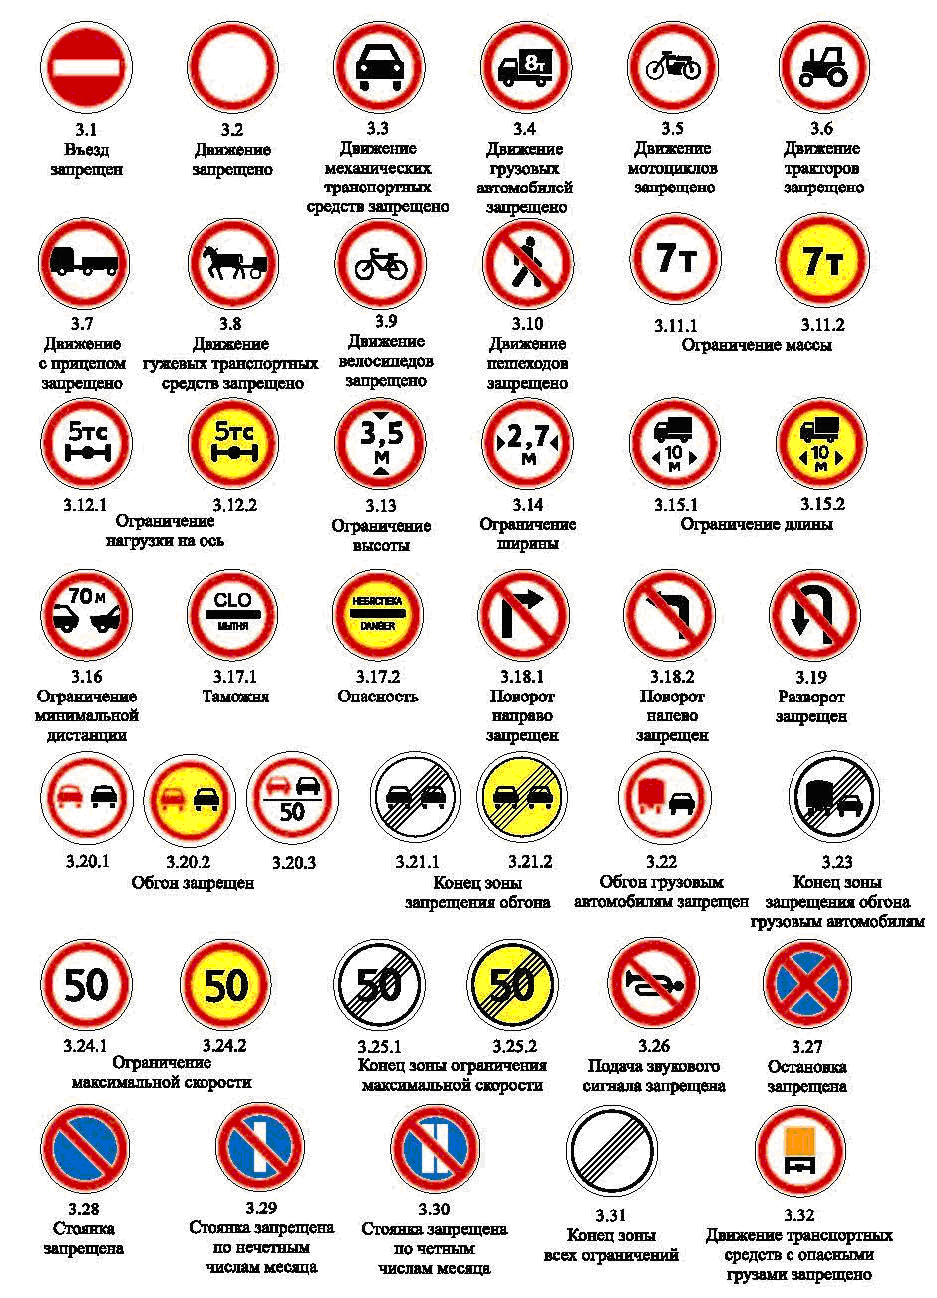 8т
3.1
Въезд
запрещен
3.2
Движение
запрещено
3.3
Движение
механических
транспортных
средств запрещено
3.4
Движение
грузовых
автомобилей
запрещено
3.5
Движение
мотоциклов
запрещено
3.6
Движение
тракторов
запрещено
7т
7т
3.7
Движение
с прицепом
запрещено
3.8
Движение
гужевых транспортных
средств запрещено
3.9
Движение
велосипедов
запрещено
3.10
Движение
пешеходов
запрещено
3.11.1
3.11.2
Ограничение массы
5тс
5тс
3,5
м
2,7
м
10
м
10
м
3.12.1
3.12.2
Ограничение
нагрузки на ось
3.13
Ограничение
высоты
3.14
Ограничение
ширины
3.15.1
3.15.2
Ограничение длины
70м
CLO
МЫТНЯ
НЕБЯСПЕКА
DANGER
3.16
Ограничение
минимальной
дистанции
3.17.1
Таможня
3.17.2
Опасность
3.18.1
Поворот
направо
запрещен
3.18.2
Поворот
налево
запрещен
3.19
Разворот
запрещен
50
3.20.1
3.20.2
3.20.3
Обгон запрещен
3.21.1
3.21.2
Конец зоны
запрещения обгона
3.22
Обгон грузовым
автомобилям запрещен
3.23
Конец зоны
запрещения обгона
грузовым автомобилям
50
50
50
50
3.24.1
3.24.2
Ограничение
максимальной скорости
3.25.1
3.25.2
Конец зоны ограничения
максимальной скорости
3.26
Подача звукового
сигнала запрещена
3.27
Остановка
запрещена
3.28
Стоянка
запрещена
3.29
Стоянка запрещена
по нечетным
числам месяца
3.30
Стоянка запрещена
по четным
числам месяца
3.31
Конец зоны
всех ограничений
3.32
Движение транспортных
средств с опасными
грузами запрещено